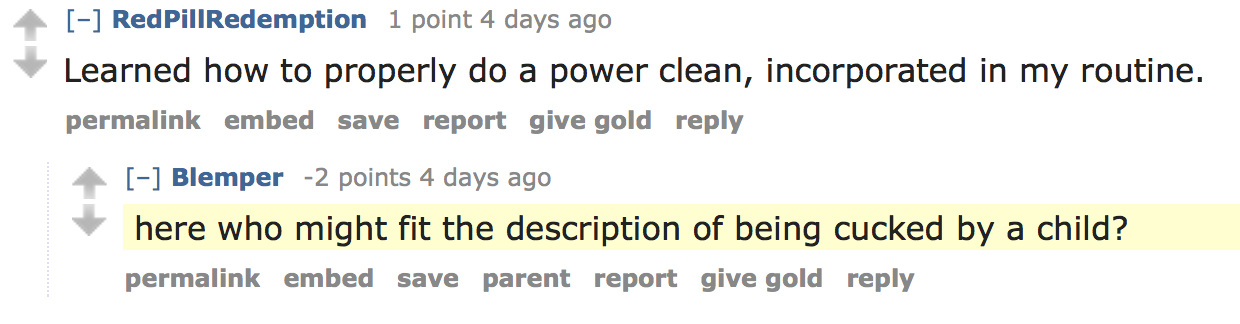 [–] RedPillRedemption 1 point 4 days ago
Learned how to properly do a power clean, incorporated in my routine.
permalink embed save report give gold reply
[–] Blemper -2 points 4 days ago
here who might fit the description of being cucked by a child?
permalink embed save parent report give gold reply